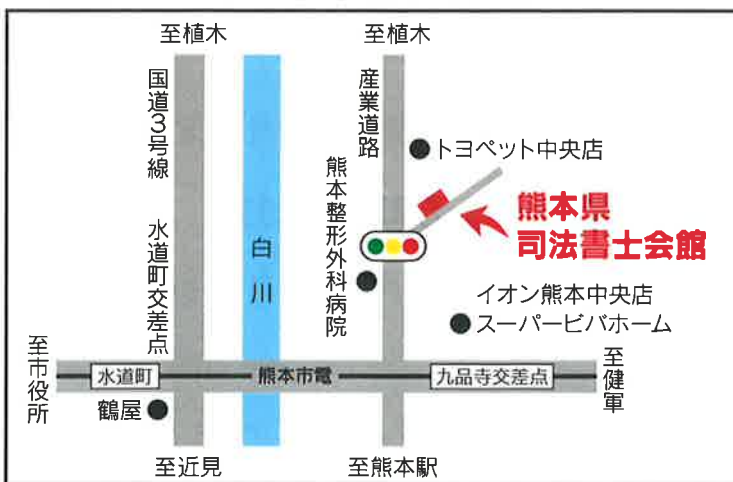 至植木
至植木
国道3号線
産業道路
トヨペット中央店
熊本整形外科病院
熊本県
司法書士会館
水道町交差点
白川
イオン熊本中央店
スーパービバホーム
至市役所
水道町
熊本市電
九品寺交差点
至健軍
鶴屋
至近見
至熊本駅